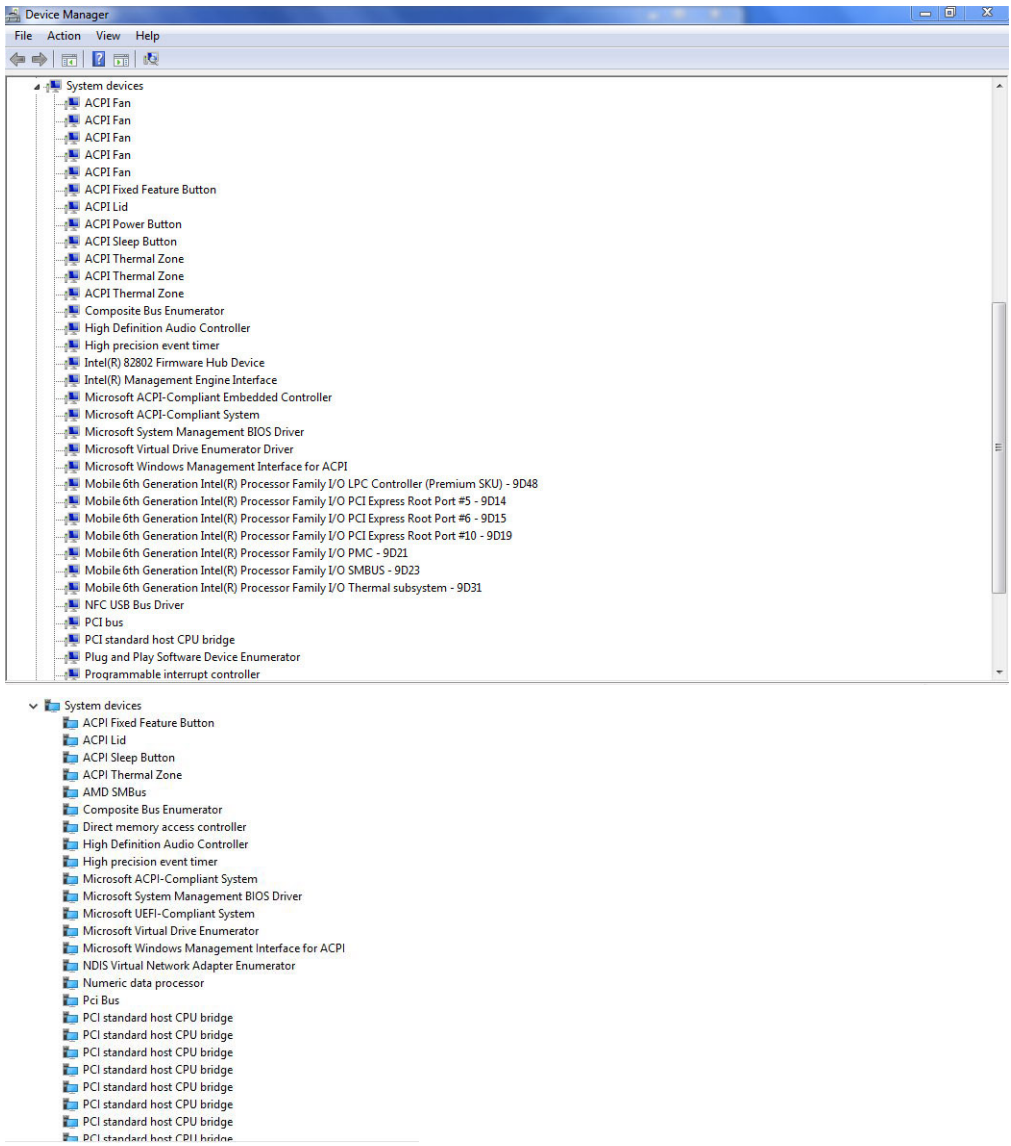 Device Manager
File Action View Help
System devices
ACPI Fan
ACPI Fan
ACPI Fan
ACPI Fan
ACPI Fan
ACPI Fixed Feature Button
ACPI Lid
ACPI Power Button
ACPI Sleep Button
ACPI Thermal Zone
ACPI Thermal Zone
ACPI Thermal Zone
Composite Bus Enumerator
High Definition Audio Controller
High precision event timer
Intel(R) 82802 Firmware Hub Device
Intel(R) Management Engine Interface
Microsoft ACPI-Compliant Embedded Controller
Microsoft ACPI-Compliant System
Microsoft System Management BIOS Driver
Microsoft Virtual Drive Enumerator Driver
Microsoft Windows Management Interface for ACPI
Mobile 6th Generation Intel(R) Processor Family I/O LPC Controller (Premium SKU) - 9D48
Mobile 6th Generation Intel(R) Processor Family I/O PCI Express Root Port #5 - 9D14
Mobile 6th Generation Intel(R) Processor Family I/O PCI Express Root Port #6 - 9D15
Mobile 6th Generation Intel(R) Processor Family I/O PCI Express Root Port #10 - 9D19
Mobile 6th Generation Intel(R) Processor Family I/O PMC - 9D21
Mobile 6th Generation Intel(R) Processor Family I/O SMBUS - 9D23
Mobile 6th Generation Intel(R) Processor Family I/O Thermal subsystem - 9D31
NFC USB Bus Driver
PCI bus
PCI standard host CPU bridge
Plug and Play Software Device Enumerator
Programmable interrupt controller
System devices
ACPI Fixed Feature Button
ACPI Lid
ACPI Sleep Button
ACPI Thermal Zone
AMD SMBus
Composite Bus Enumerator
Direct memory access controller
High Definition Audio Controller
High precision event timer
Microsoft ACPI-Compliant System
Microsoft System Management BIOS Driver
Microsoft UEFI-Compliant System
Microsoft Virtual Drive Enumerator
Microsoft Windows Management Interface for ACPI
NDIS Virtual Network Adapter Enumerator
Numeric data processor
Pci Bus
PCI standard host CPU bridge
PCI standard host CPU bridge
PCI standard host CPU bridge
PCI standard host CPU bridge
PCI standard host CPU bridge
PCI standard host CPU bridge
PCI standard host CPU bridge
PCI standard host CPU bridge